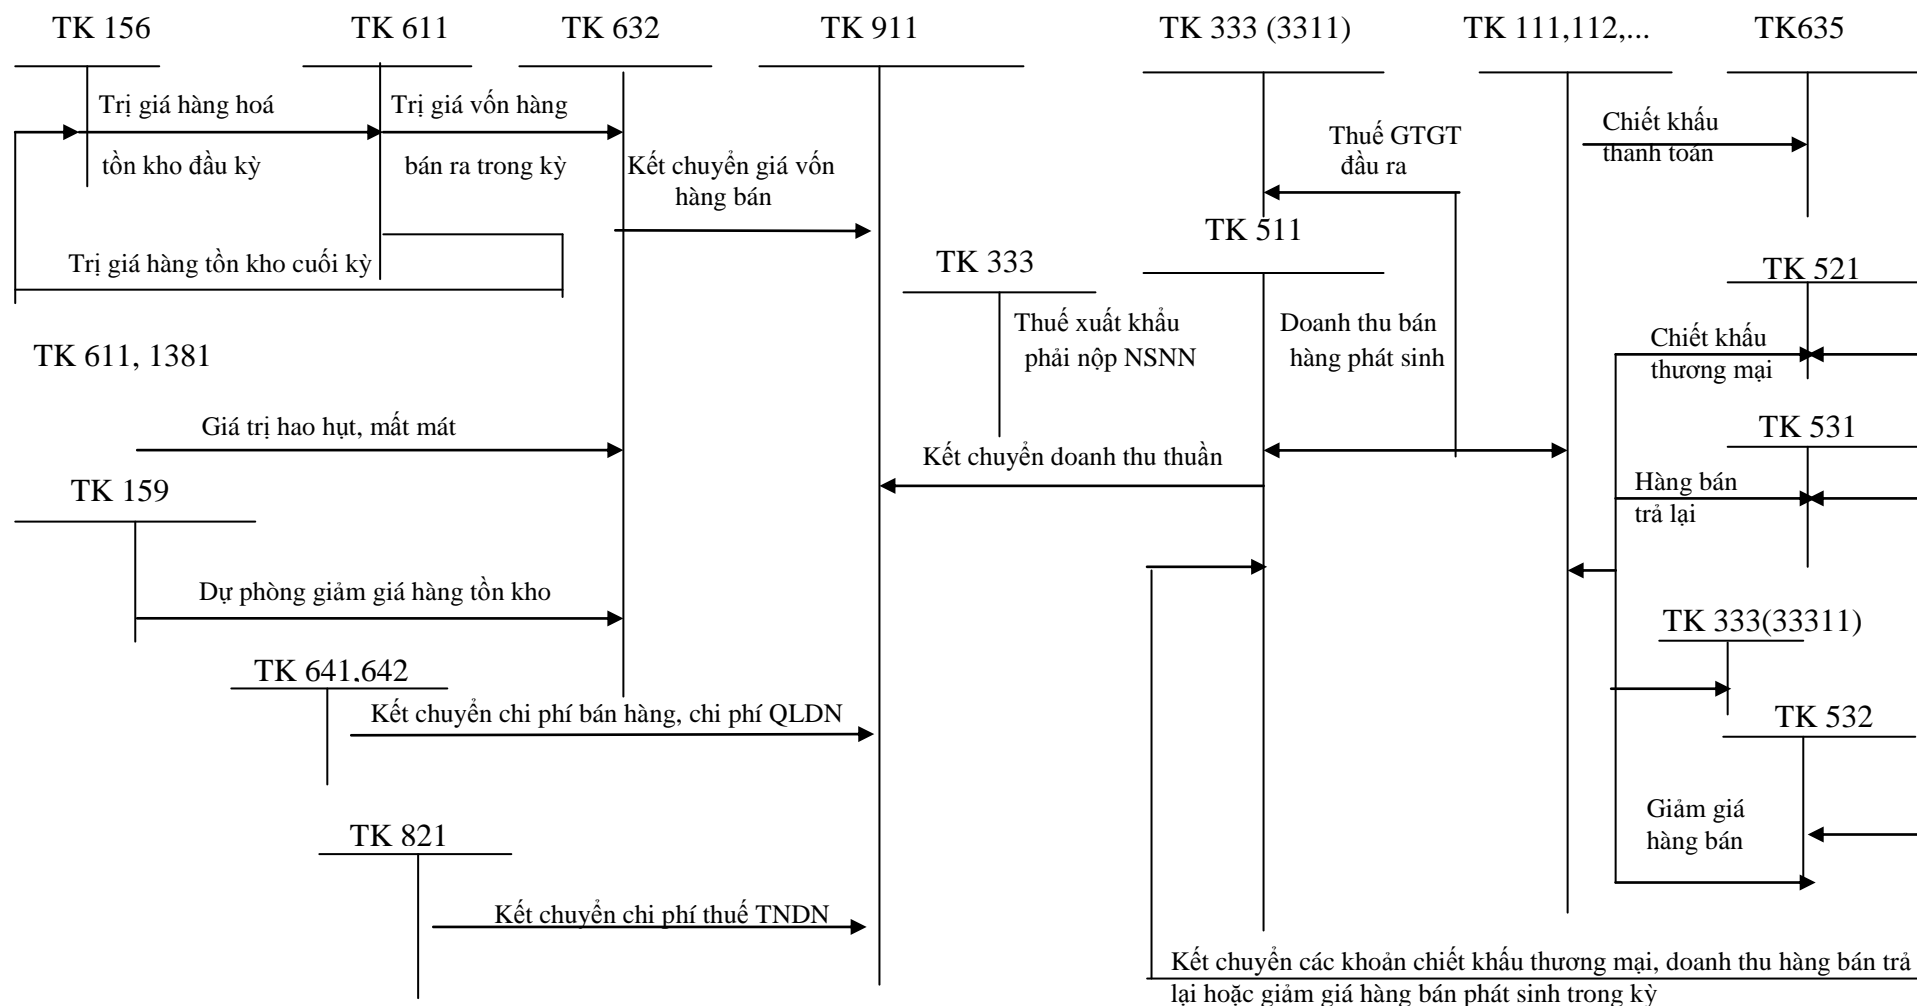 TK 156
TK 611
TK 632
TK 911
TK 333 (3311)
TK 111,112,...
TK635
Trị giá hàng hoá
tồn kho đầu kỳ
Trị giá vốn hàng
bán ra trong kỳ
Kết chuyển giá vốn
hàng bán
Thuế GTGT
đầu ra
Chiết khấu
thanh toán
TK 511
Trị giá hàng tồn kho cuối kỳ
TK 333
TK 521
Thuế xuất khẩu
phải nộp NSNN
Doanh thu bán
hàng phát sinh
Chiết khấu
thương mại
TK 611, 1381
Giá trị hao hụt, mất mát
TK 531
Kết chuyển doanh thu thuần
TK 159
Hàng bán
trả lại
Dự phòng giảm giá hàng tồn kho
TK 333(33311)
TK 641,642
Kết chuyển chi phí bán hàng, chi phí QLDN
TK 532
Giảm giá
hàng bán
TK 821
Kết chuyển chi phí thuế TNDN
Kết chuyển các khoản chiết khấu thương mại, doanh thu hàng bán trả
lại hoặc giảm giá hàng bán phát sinh trong kỳ